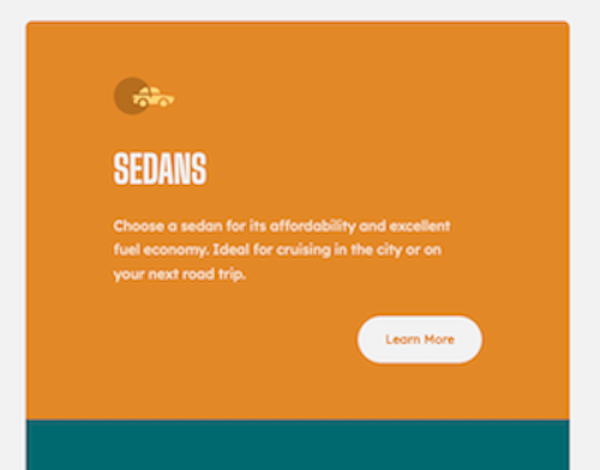 SEDANS
Choose a sedan for its affordability and excellent
fuel economy. Ideal for cruising in the city or on
your next road trip.
Learn More